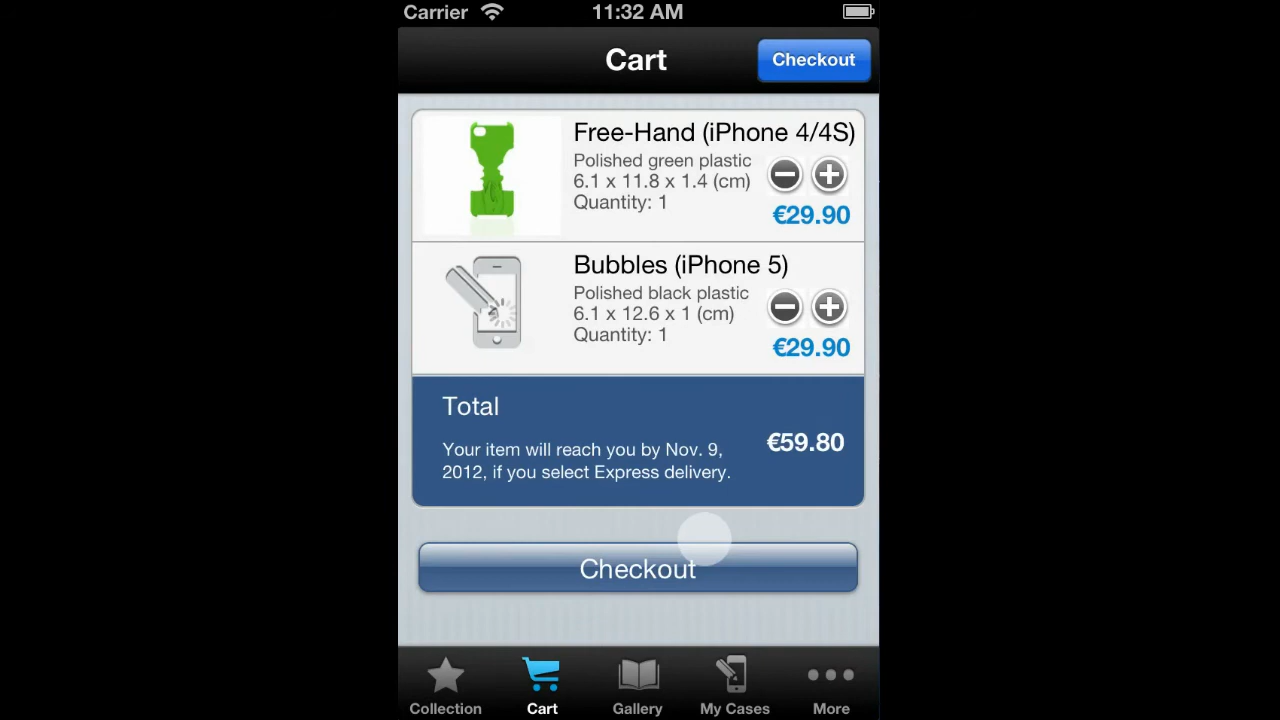 Carrier 11:32 AM
Cart
Checkout
Free-Hand (iPhone 4/4S)
Polished green plastic
6.1 x 11.8 x 1.4 (cm)
Quantity: 1
€29.90
Bubbles (iPhone 5)
Polished black plastic
6.1 x 12.6 x 1 (cm)
Quantity: 1
€29.90
Total
Your item will reach you by Nov. 9,
2012, if you select Express delivery.
€59.80
Checkout
Collection Cart Gallery My Cases More